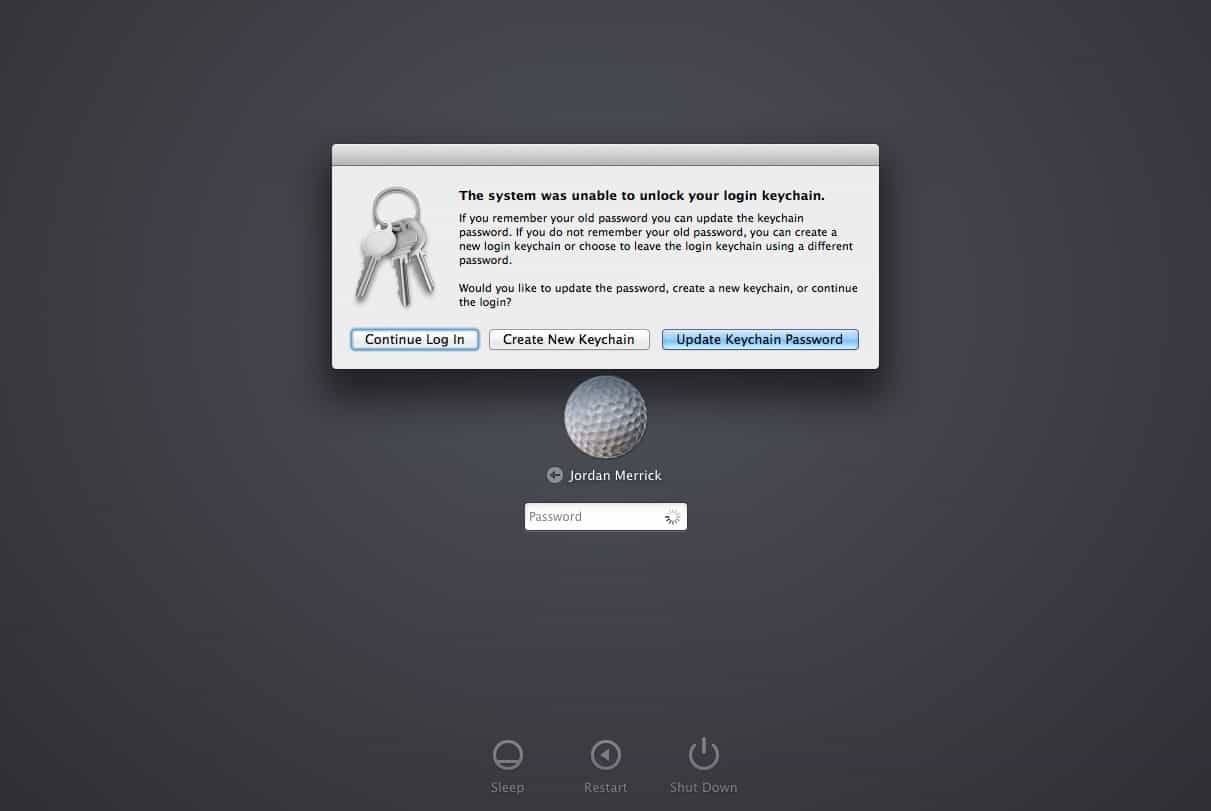 The system was unable to unlock your login keychain.
If you remember your old password you can update the keychain
password. If you do not remember your old password, you can create a
new login keychain or choose to leave the login keychain using a different
password.
Would you like to update the password, create a new keychain, or continue
the login?
Continue Log In
Create New Keychain
Update Keychain Password
Jordan Merrick
Password
Sleep
Restart
Shut Down